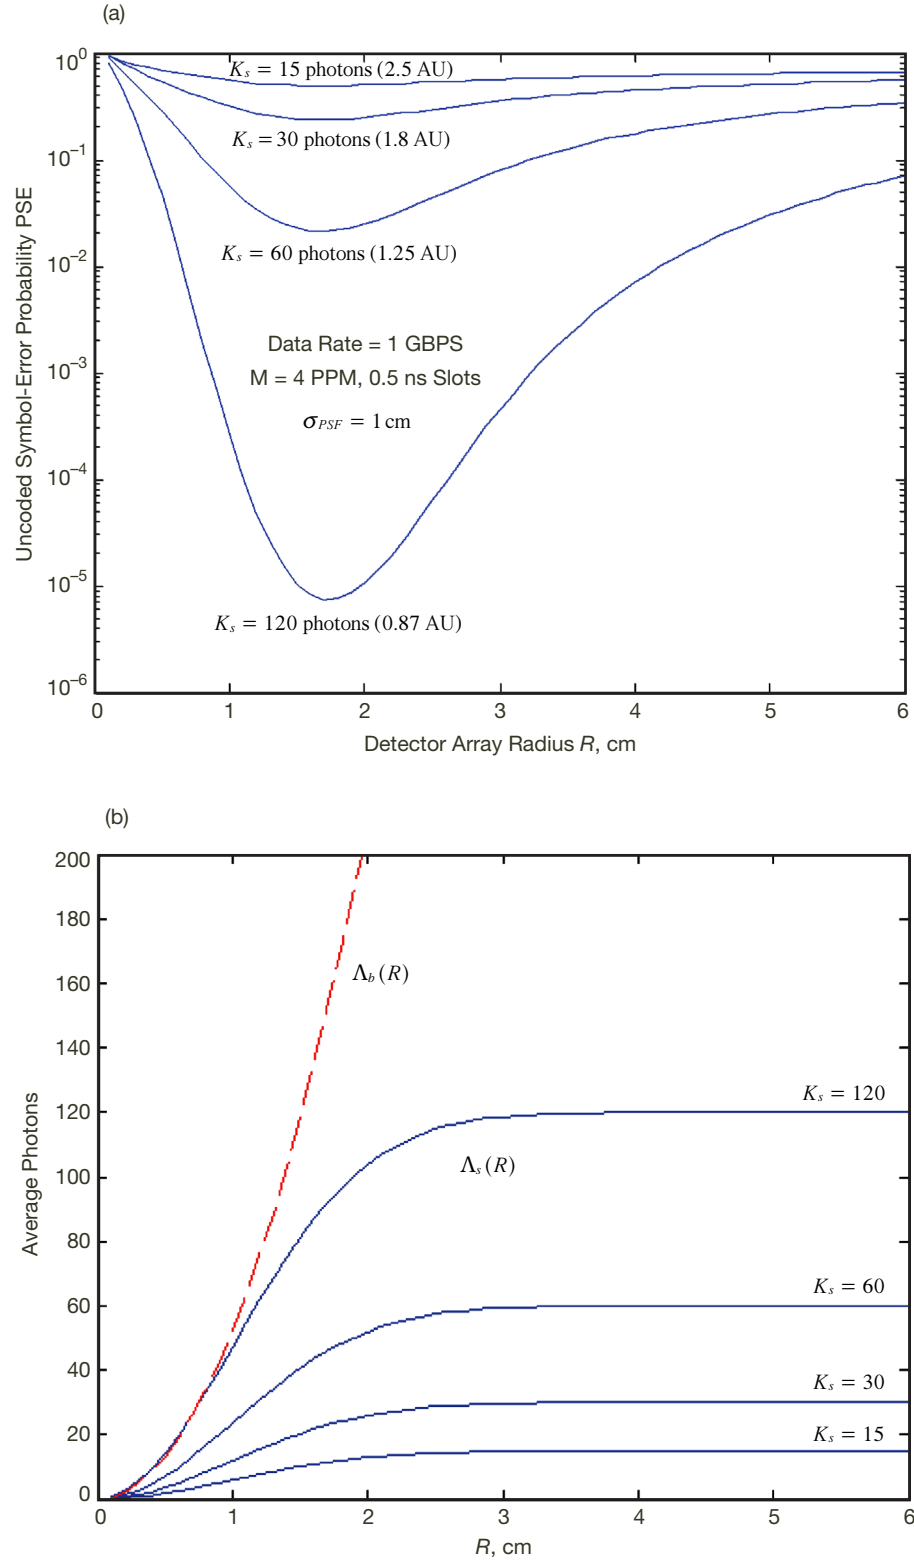 (a)
Uncoded Symbol-Error Probability PSE
10⁰
10⁻¹
10⁻²
10⁻³
10⁻⁴
10⁻⁵
10⁻⁶
Kₛ = 15 photons (2.5 AU)
Kₛ = 30 photons (1.8 AU)
Kₛ = 60 photons (1.25 AU)
Data Rate = 1 GBPS
M = 4 PPM, 0.5 ns Slots
σPSF = 1 cm
Kₛ = 120 photons (0.87 AU)
0 1 2 3 4 5 6
Detector Array Radius R, cm
(b)
Average Photons
200
180
160
140
120
100
80
60
40
20
0
Λb(R)
Kₛ = 120
Λₛ(R)
Kₛ = 60
Kₛ = 30
Kₛ = 15
0 1 2 3 4 5 6
R, cm